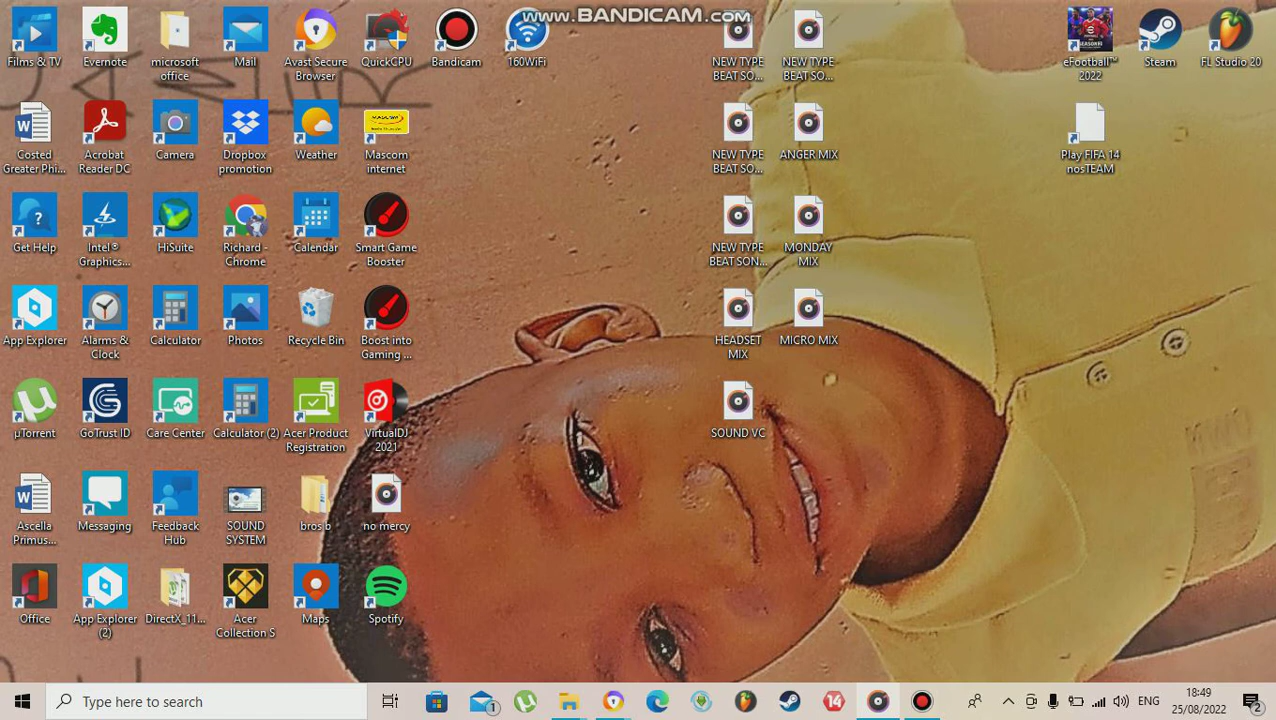 www.BANDICAM.com
Films & TV
Evernote
microsoft
office
Mail
Avast Secure
Browser
QuickCPU
Bandicam
160WiFi
NEW TYPE
BEAT SO...
NEW TYPE
BEAT SO...
eFootball™
2022
Steam
FL Studio 20
Costed
Greater Phi...
Acrobat
Reader DC
Camera
Dropbox
promotion
Weather
MASCOM
Mascom
internet
NEW TYPE
BEAT SO...
ANGER MIX
Play FIFA 14
nosTEAM
Get Help
Intel®
Graphics...
HiSuite
Richard -
Chrome
Calendar
Smart Game
Booster
NEW TYPE
BEAT SON...
MONDAY
MIX
App Explorer
Alarms &
Clock
Calculator
Photos
Recycle Bin
Boost into
Gaming ...
HEADSET
MIX
MICRO MIX
µTorrent
GoTrust ID
Care Center
Calculator (2)
Acer Product
Registration
VirtualDJ
2021
SOUND VC
Ascella
Primus...
Messaging
Feedback
Hub
SOUND
SYSTEM
bros b
no mercy
Office
App Explorer
(2)
DirectX_11...
Acer
Collection S
Maps
Spotify
Type here to search
1
14
ENG
18:49
25/08/2022
2